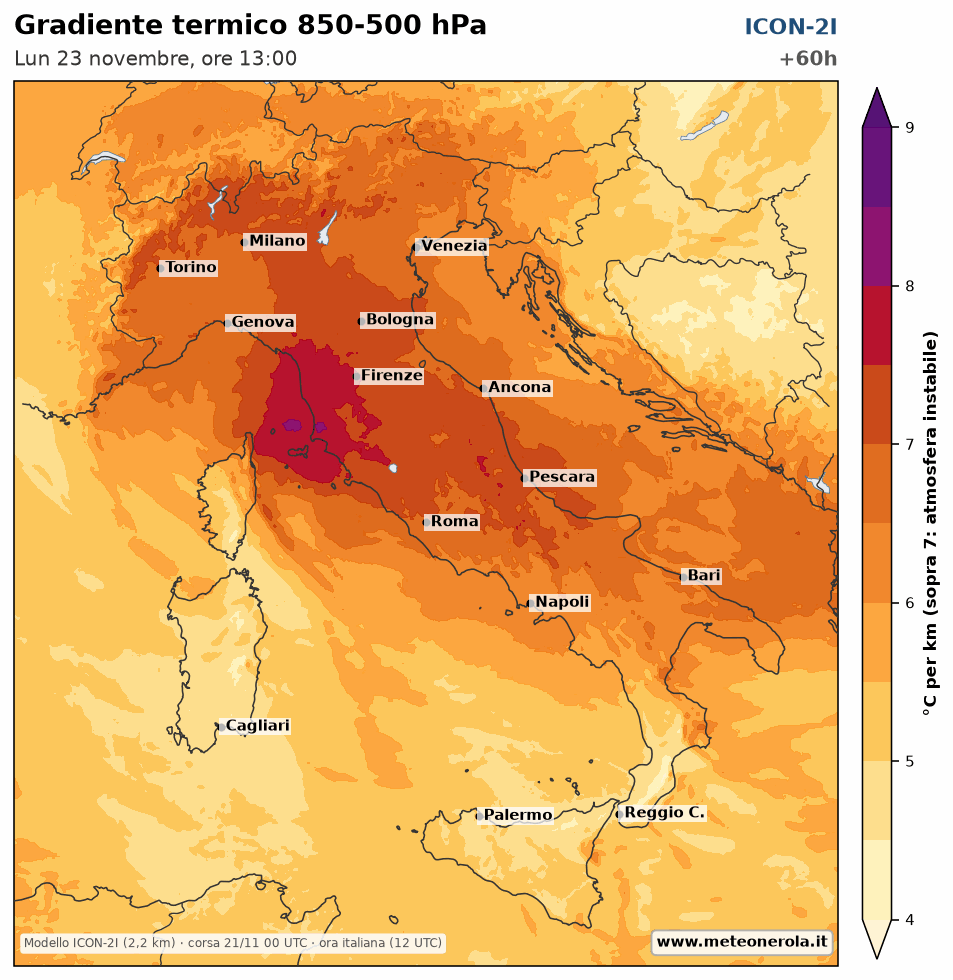 Gradiente termico 850-500 hPa
ICON-2I
Lun 23 novembre, ore 13:00
+60h
Milano
Venezia
Torino
Genova
Bologna
Firenze
Ancona
Pescara
Roma
Bari
Napoli
Cagliari
Palermo
Reggio C.
9
8
7
6
5
4
°C per km (sopra 7: atmosfera instabile)
Modello ICON-2I (2,2 km) · corsa 21/11 00 UTC · ora italiana (12 UTC)
www.meteonerola.it